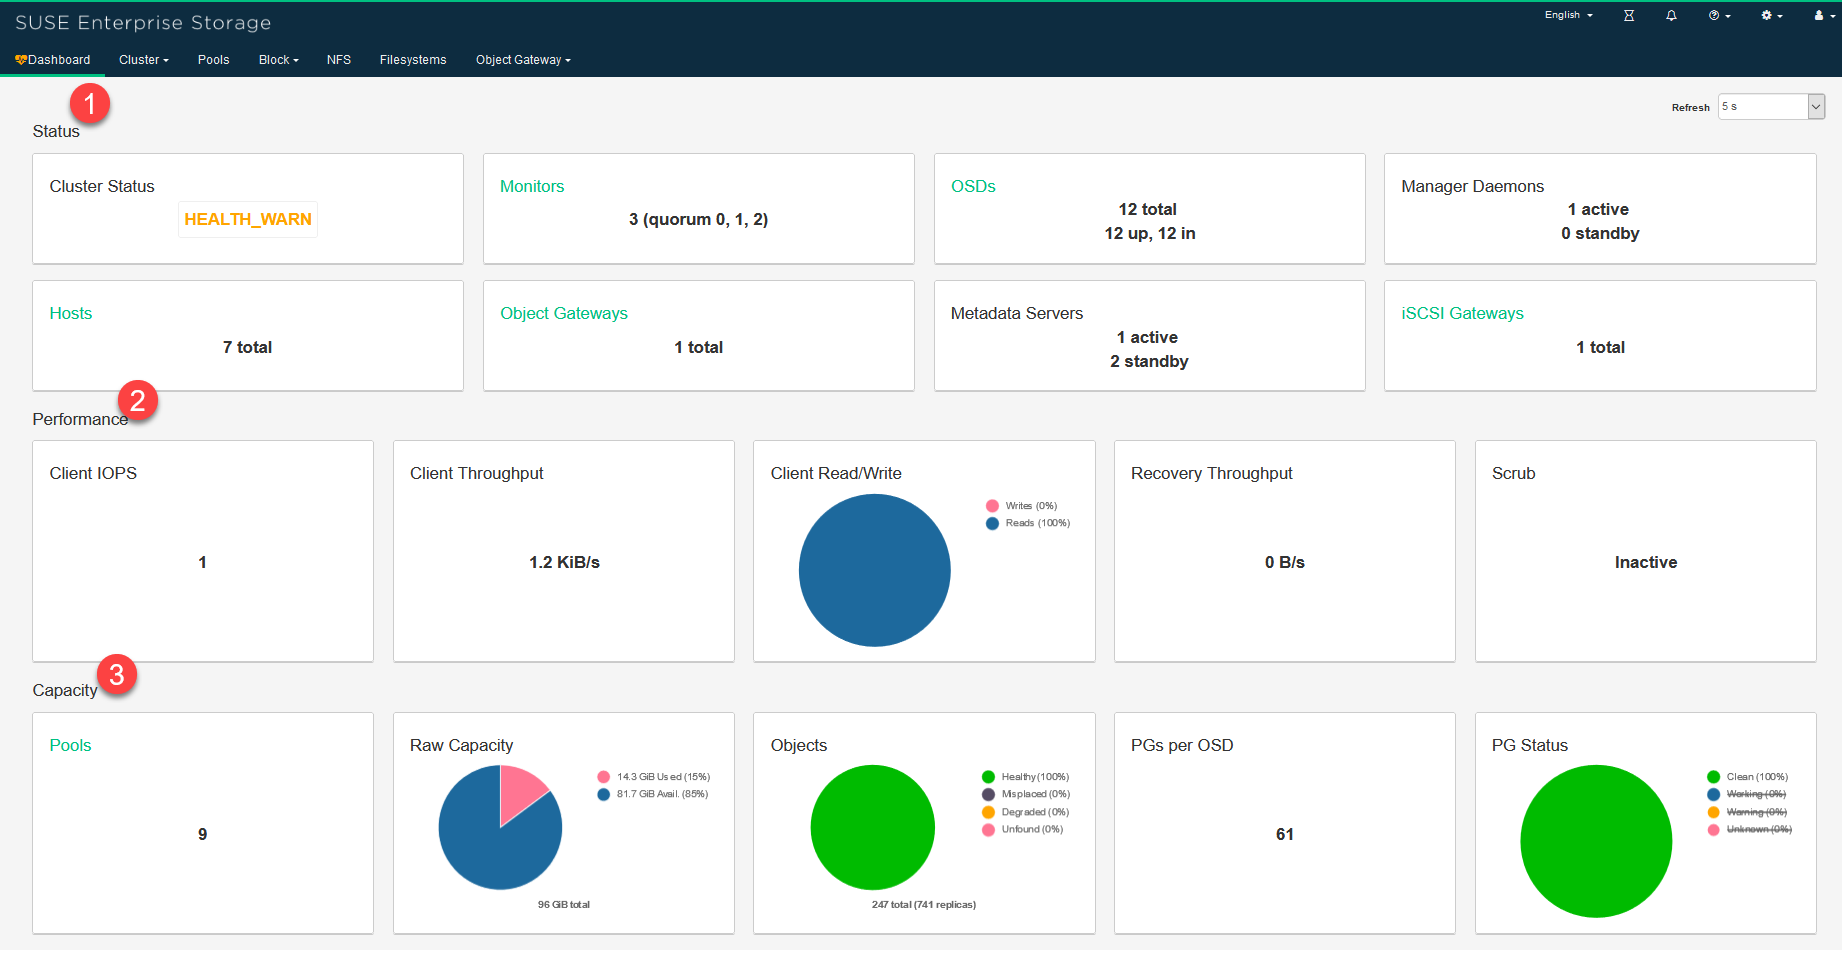 SUSE Enterprise Storage
English
Dashboard Cluster Pools Block NFS Filesystems Object Gateway
1
Refresh 5 s
Status
Cluster Status
HEALTH_WARN
Monitors
3 (quorum 0, 1, 2)
OSDs
12 total
12 up, 12 in
Manager Daemons
1 active
0 standby
Hosts
7 total
Object Gateways
1 total
Metadata Servers
1 active
2 standby
iSCSI Gateways
1 total
2
Performance
Client IOPS
1
Client Throughput
1.2 KiB/s
Client Read/Write
Writes (0%)
Reads (100%)
Recovery Throughput
0 B/s
Scrub
Inactive
3
Capacity
Pools
9
Raw Capacity
14.3 GiB Used (15%)
81.7 GiB Avail. (85%)
96 GiB total
Objects
Healthy (100%)
Misplaced (0%)
Degraded (0%)
Unfound (0%)
247 total (741 replicas)
PGs per OSD
61
PG Status
Clean (100%)
Working (0%)
Warning (0%)
Unknown (0%)